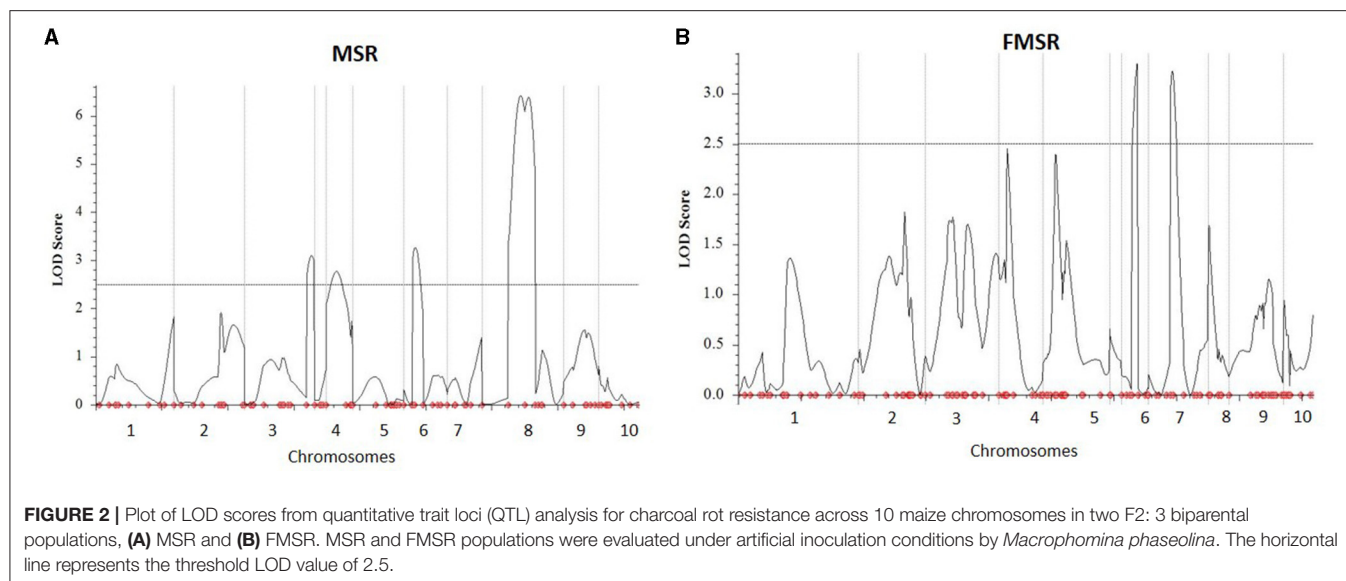 A
MSR
LOD Score
6
5
4
3
2
1
0
1 2 3 4 5 6 7 8 9 10
Chromosomes
B
FMSR
LOD Score
3.0
2.5
2.0
1.5
1.0
0.5
0.0
1 2 3 4 5 6 7 8 9 10
Chromosomes
FIGURE 2 | Plot of LOD scores from quantitative trait loci (QTL) analysis for charcoal rot resistance across 10 maize chromosomes in two F2: 3 biparental
populations, (A) MSR and (B) FMSR. MSR and FMSR populations were evaluated under artificial inoculation conditions by Macrophomina phaseolina. The horizontal
line represents the threshold LOD value of 2.5.